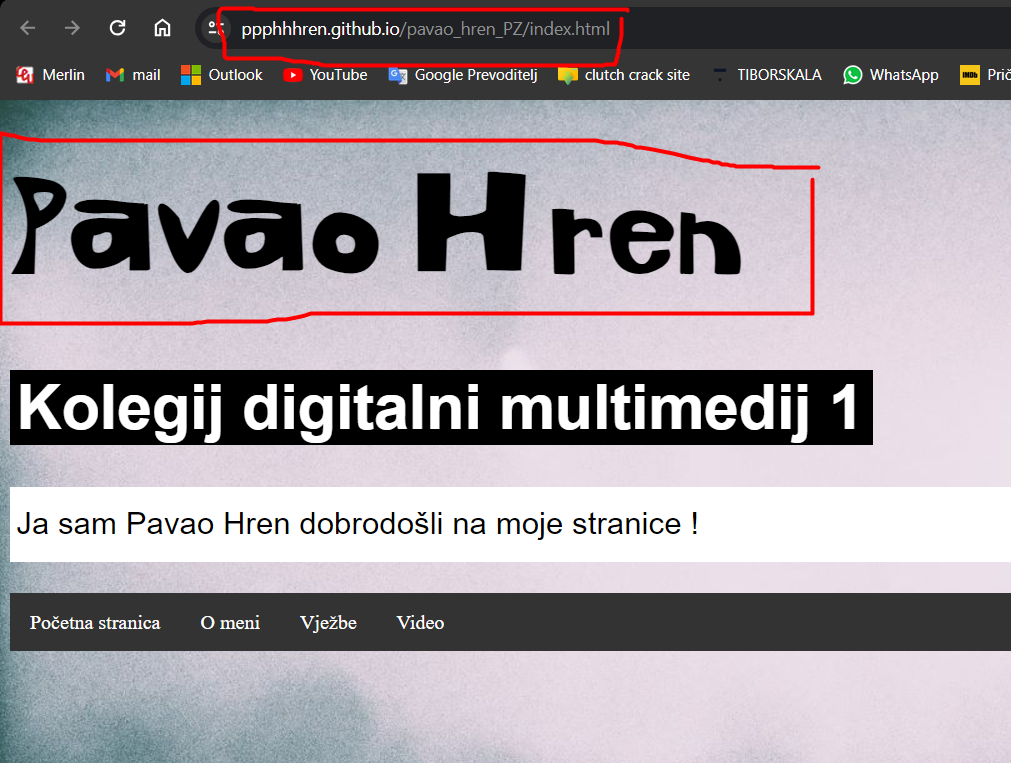 ppphhhren.github.io/pavao_hren_PZ/index.html
Merlin mail Outlook YouTube Google Prevoditelj clutch crack site TIBORSKALA WhatsApp IMDb Prič
Pavao Hren
Kolegij digitalni multimedij 1
Ja sam Pavao Hren dobrodošli na moje stranice !
Početna stranica O meni Vježbe Video